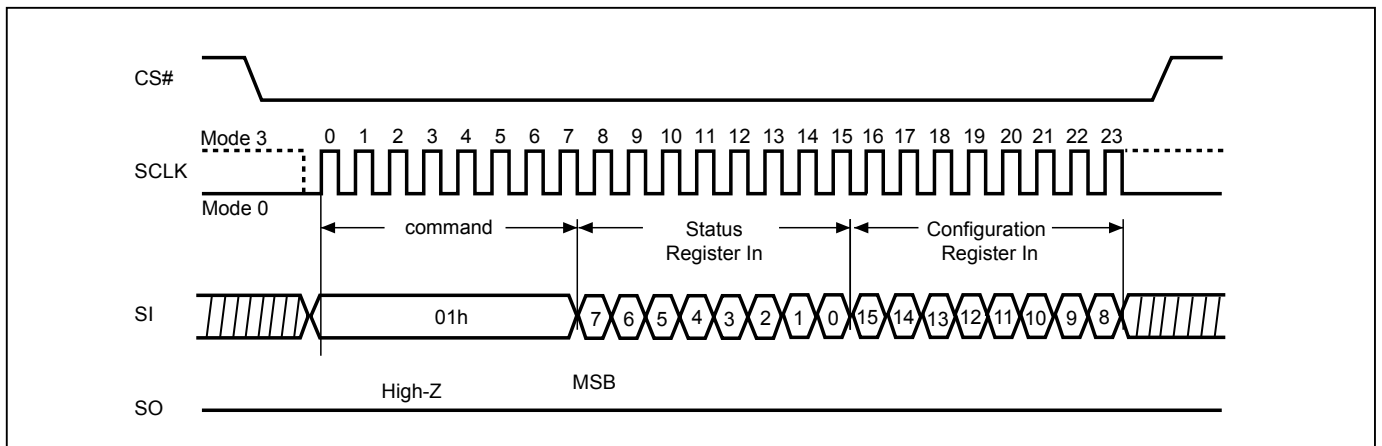 CS#
Mode 3
0 1 2 3 4 5 6 7 8 9 10 11 12 13 14 15 16 17 18 19 20 21 22 23
SCLK
Mode 0
command
Status
Register In
Configuration
Register In
SI
01h
7 6 5 4 3 2 1 0 15 14 13 12 11 10 9 8
High-Z
MSB
SO